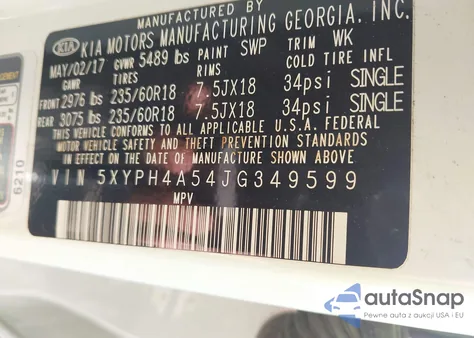 MANUFACTURED BY
KIA KIA MOTORS MANUFACTURING GEORGIA, INC.
MAY/02/17 GVWR 5489 lbs PAINT SWP TRIM WK
GAWR TIRES RIMS COLD TIRE INFL
FRONT 2976 lbs 235/60R18 7.5JX18 34psi SINGLE
REAR 3075 lbs 235/60R18 7.5JX18 34psi SINGLE
THIS VEHICLE CONFORMS TO ALL APPLICABLE U.S.A. FEDERAL
MOTOR VEHICLE SAFETY AND THEFT PREVENTION STANDARDS
IN EFFECT ON THE DATE OF MANUFACTURE SHOWN ABOVE.
VIN 5XYPH4A54JG349599
MPV
6210
autoSnap
Pewne auta z aukcji USA i EU